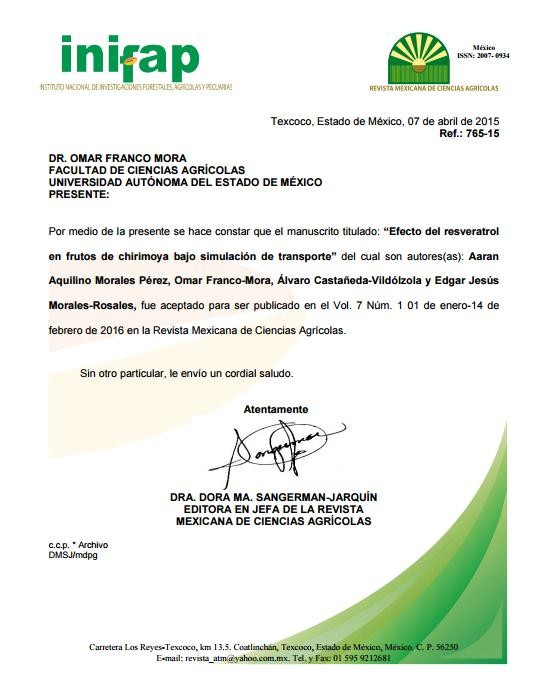 inifap
INSTITUTO NACIONAL DE INVESTIGACIONES FORESTALES, AGRÍCOLAS Y PECUARIAS
México
ISSN: 2007- 0934
REVISTA MEXICANA DE CIENCIAS AGRÍCOLAS
Texcoco, Estado de México, 07 de abril de 2015
Ref.: 765-15
DR. OMAR FRANCO MORA
FACULTAD DE CIENCIAS AGRÍCOLAS
UNIVERSIDAD AUTÓNOMA DEL ESTADO DE MÉXICO
PRESENTE:
Por medio de la presente se hace constar que el manuscrito titulado: “Efecto del resveratrol
en frutos de chirimoya bajo simulación de transporte” del cual son autores(as): Aaran
Aquilino Morales Pérez, Omar Franco-Mora, Álvaro Castañeda-Vildólzola y Edgar Jesús
Morales-Rosales, fue aceptado para ser publicado en el Vol. 7 Núm. 1 01 de enero-14 de
febrero de 2016 en la Revista Mexicana de Ciencias Agrícolas.
Sin otro particular, le envío un cordial saludo.
Atentamente
DRA. DORA MA. SANGERMAN-JARQUÍN
EDITORA EN JEFA DE LA REVISTA
MEXICANA DE CIENCIAS AGRÍCOLAS
c.c.p. * Archivo
DMSJ/mdpg
Carretera Los Reyes-Texcoco, km 13.5. Coatlinchán, Texcoco, Estado de México, México. C. P. 56250
E-mail: revista_atm@yahoo.com.mx. Tel. y Fax: 01 595 9212681